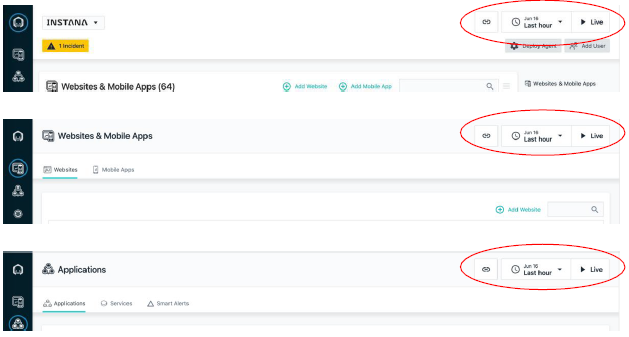 INSTANA
Jun 16
Last hour
Live
1 Incident
Deploy Agent
Add User
Websites & Mobile Apps (64)
Add Website
Add Mobile App
Websites & Mobile Apps
Websites & Mobile Apps
Jun 16
Last hour
Live
Websites
Mobile Apps
Add Website
Applications
Jun 16
Last hour
Live
Applications
Services
Smart Alerts